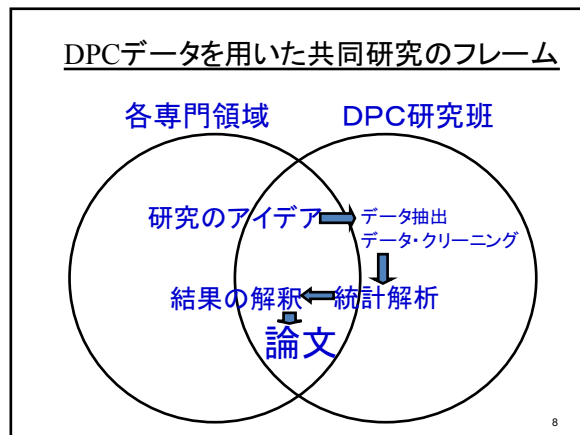 DPCデータを用いた共同研究のフレーム
各専門領域
DPC研究班
研究のアイデア
データ抽出
データ・クリーニング
統計解析
結果の解釈
論文
8